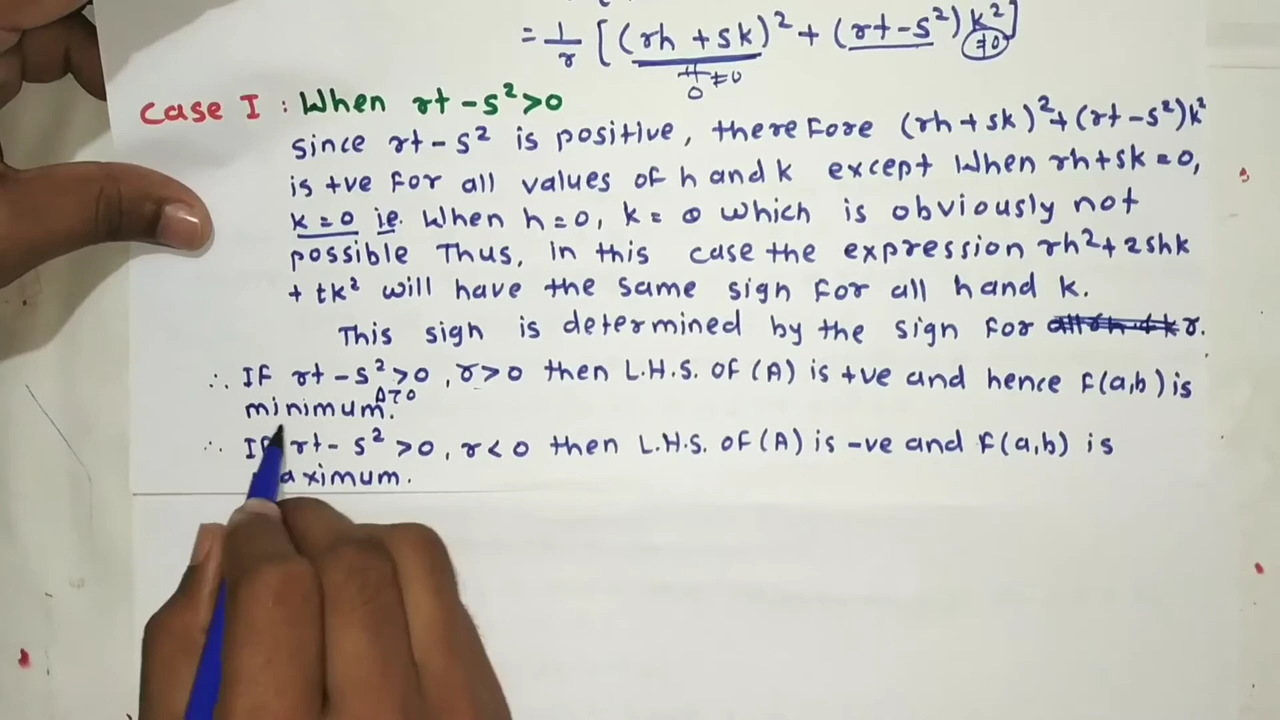 = 1/r [(rh + sk)² + (rt - s²) k²]
≠0
≠0
0
Case I : When rt - s² > 0
since rt - s² is positive, therefore (rh + sk)² + (rt - s²)k²
is +ve for all values of h and k except when rh + sk = 0,
k = 0 ie. When h = 0, k = 0 which is obviously not
possible Thus, in this case the expression rh² + 2shk
+ tk² will have the same sign for all h and k.
This sign is determined by the sign for r.
∴ If rt - s² > 0, r > 0 then L.H.S. of (A) is +ve and hence f(a,b) is
minimum.
∴ If rt - s² > 0, r < 0 then L.H.S. of (A) is -ve and f(a,b) is
maximum.